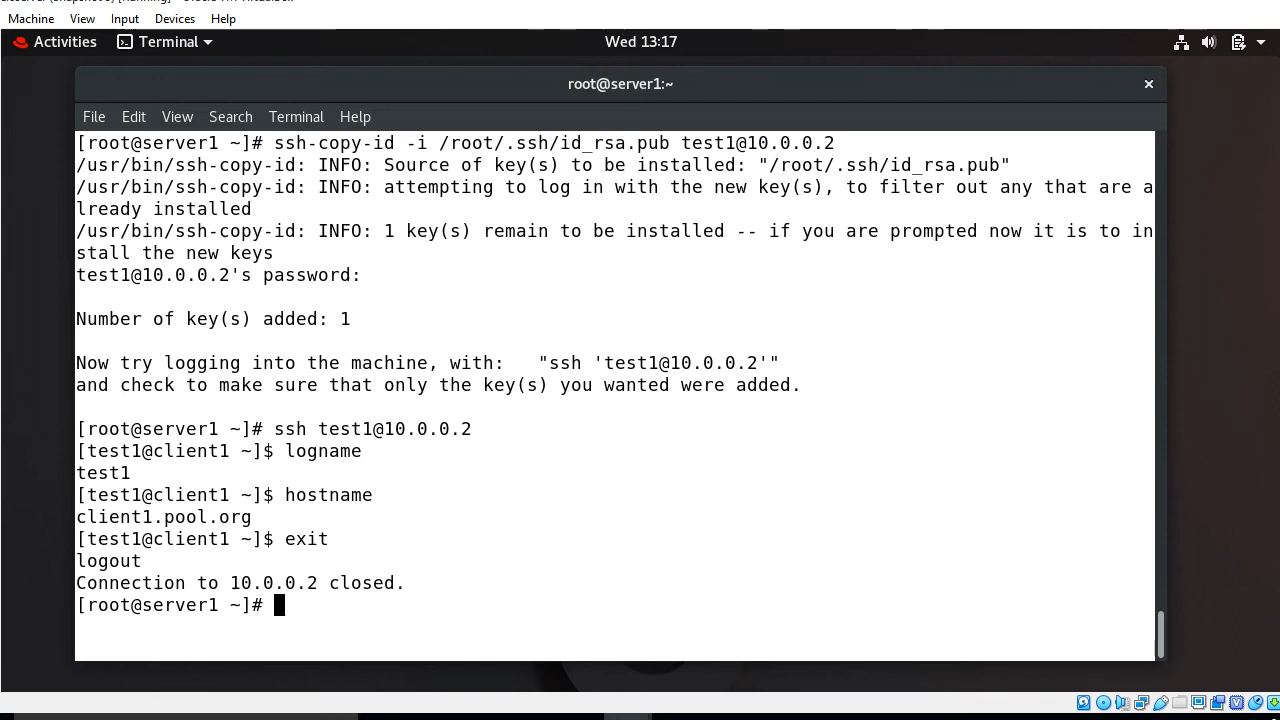 Machine View Input Devices Help
Activities Terminal Wed 13:17
root@server1:~
File Edit View Search Terminal Help
[root@server1 ~]# ssh-copy-id -i /root/.ssh/id_rsa.pub test1@10.0.0.2
/usr/bin/ssh-copy-id: INFO: Source of key(s) to be installed: "/root/.ssh/id_rsa.pub"
/usr/bin/ssh-copy-id: INFO: attempting to log in with the new key(s), to filter out any that are a
lready installed
/usr/bin/ssh-copy-id: INFO: 1 key(s) remain to be installed -- if you are prompted now it is to in
stall the new keys
test1@10.0.0.2's password:
Number of key(s) added: 1
Now try logging into the machine, with:   "ssh 'test1@10.0.0.2'"
and check to make sure that only the key(s) you wanted were added.
[root@server1 ~]# ssh test1@10.0.0.2
[test1@client1 ~]$ logname
test1
[test1@client1 ~]$ hostname
client1.pool.org
[test1@client1 ~]$ exit
logout
Connection to 10.0.0.2 closed.
[root@server1 ~]#